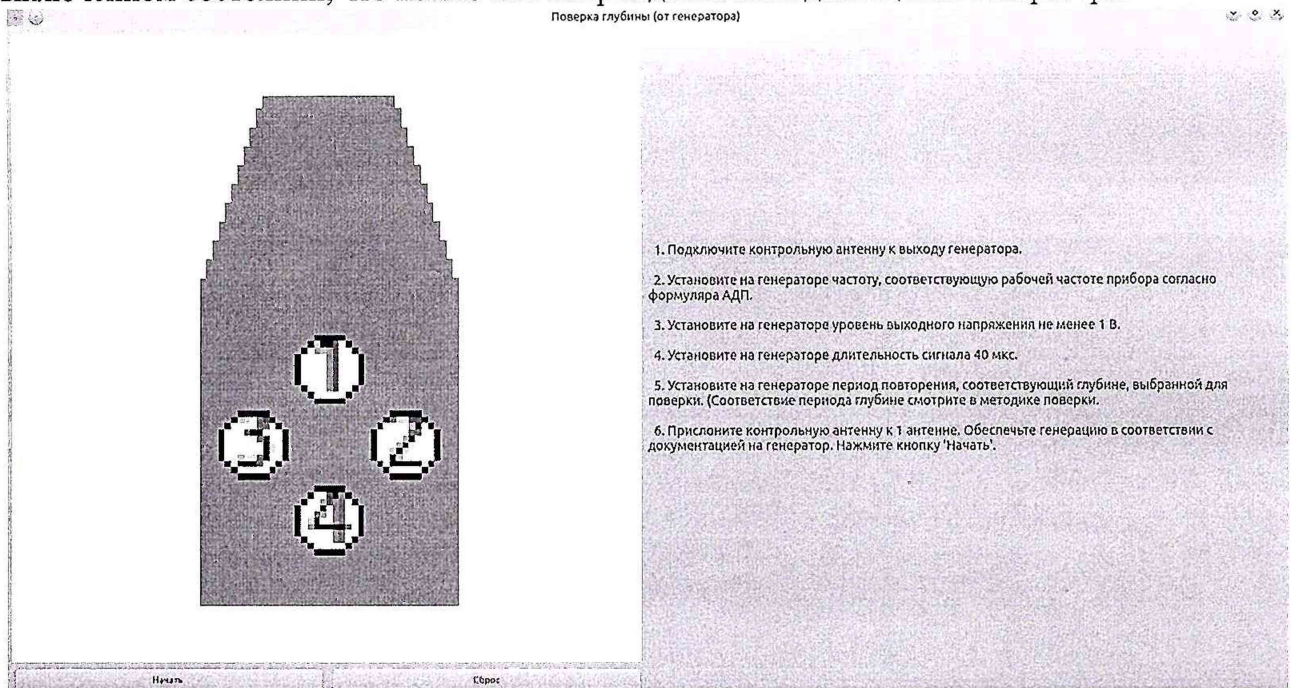 Поверка глубины (от генератора)
1
3
2
4
1. Подключите контрольную антенну к выходу генератора.
2. Установите на генераторе частоту, соответствующую рабочей частоте прибора согласно
формуляра АДП.
3. Установите на генераторе уровень выходного напряжения не менее 1 В.
4. Установите на генераторе длительность сигнала 40 мкс.
5. Установите на генераторе период повторения, соответствующий глубине, выбранной для
поверки. (Соответствие периода глубине смотрите в методике поверки.
6. Прислоните контрольную антенну к 1 антенне. Обеспечьте генерацию в соответствии с
документацией на генератор. Нажмите кнопку 'Начать'.
Начать
Сброс